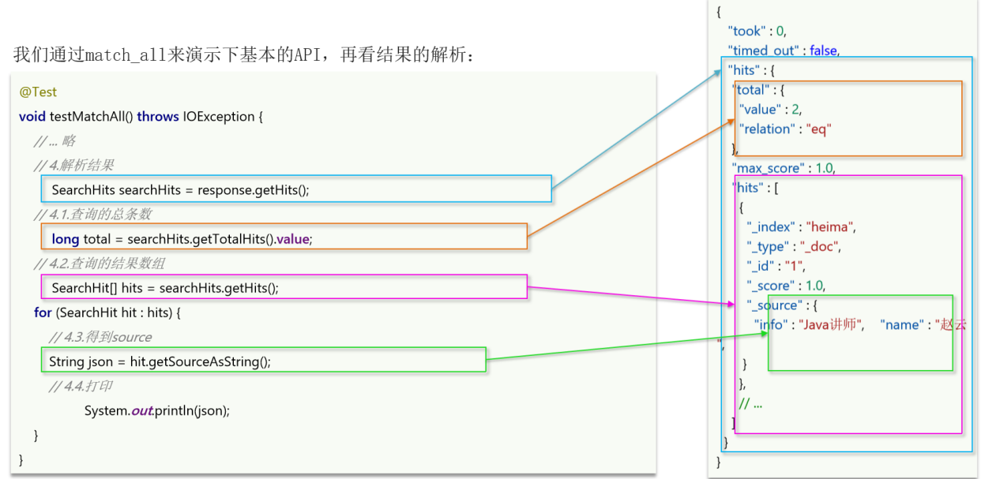 我们通过match_all来演示下基本的API，再看结果的解析：
@Test
void testMatchAll() throws IOException {
// ... 略
// 4.解析结果
SearchHits searchHits = response.getHits();
// 4.1.查询的总条数
long total = searchHits.getTotalHits().value;
// 4.2.查询的结果数组
SearchHit[] hits = searchHits.getHits();
for (SearchHit hit : hits) {
// 4.3.得到source
String json = hit.getSourceAsString();
// 4.4.打印
System.out.println(json);
}
}
{
"took" : 0,
"timed_out" : false,
"hits" : {
"total" : {
"value" : 2,
"relation" : "eq"
},
"max_score" : 1.0,
"hits" : [
{
"_index" : "heima",
"_type" : "_doc",
"_id" : "1",
"_score" : 1.0,
"_source" : {
"info" : "Java讲师", "name" : "赵云
",
}
},
// ...
]
}
}